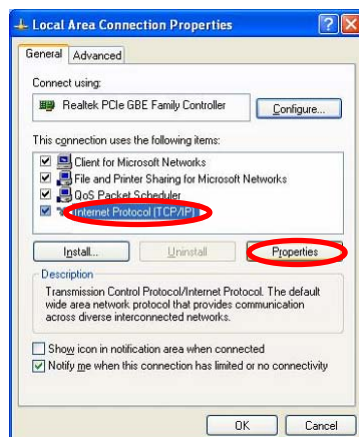 Local Area Connection Properties
General
Advanced
Connect using:
Realtek PCIe GBE Family Controller
Configure...
This connection uses the following items:
Client for Microsoft Networks
File and Printer Sharing for Microsoft Networks
QoS Packet Scheduler
Internet Protocol (TCP/IP)
Install...
Uninstall
Properties
Description
Transmission Control Protocol/Internet Protocol. The default
wide area network protocol that provides communication
across diverse interconnected networks.
Show icon in notification area when connected
Notify me when this connection has limited or no connectivity
OK
Cancel